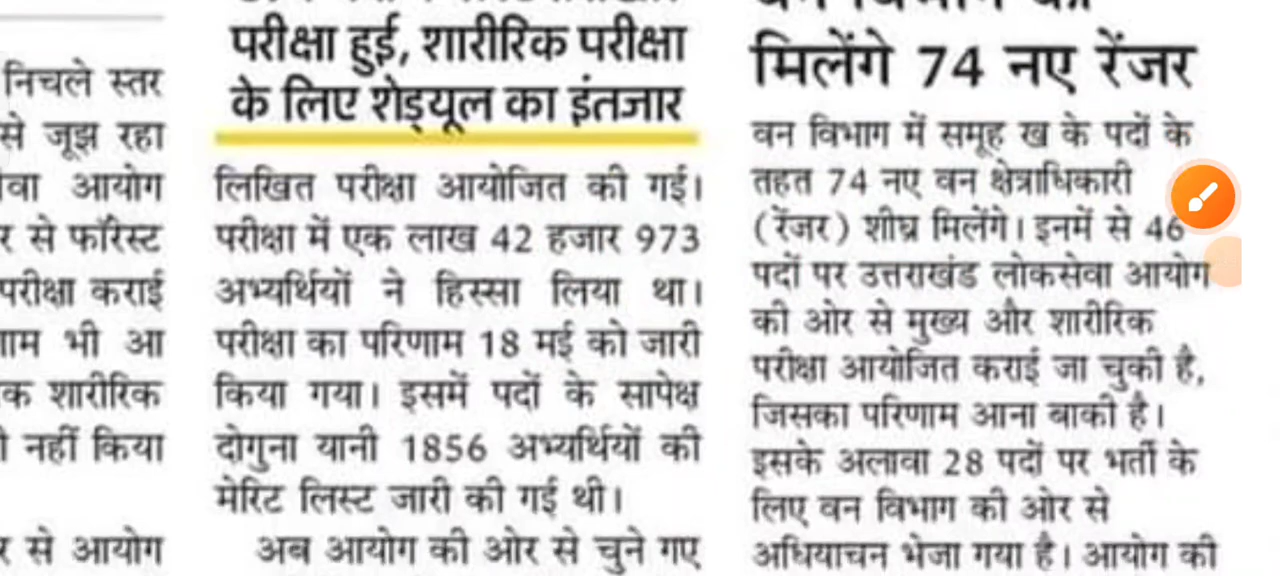 निचले स्तर
से जूझ रहा
आयोग
से फॉरेस्ट
परीक्षा कराई
भी आ
शारीरिक
नहीं किया
से आयोग
परीक्षा हुई, शारीरिक परीक्षा
के लिए शेड्यूल का इंतजार
लिखित परीक्षा आयोजित की गई।
परीक्षा में एक लाख 42 हजार 973
अभ्यर्थियों ने हिस्सा लिया था।
परीक्षा का परिणाम 18 मई को जारी
किया गया। इसमें पदों के सापेक्ष
दोगुना यानी 1856 अभ्यर्थियों की
मेरिट लिस्ट जारी की गई थी।
अब आयोग की ओर से चुने गए
मिलेंगे 74 नए रेंजर
वन विभाग में समूह ख के पदों के
तहत 74 नए वन क्षेत्राधिकारी
(रेंजर) शीघ्र मिलेंगे। इनमें से 46
पदों पर उत्तराखंड लोकसेवा आयोग
की ओर से मुख्य और शारीरिक
परीक्षा आयोजित कराई जा चुकी है,
जिसका परिणाम आना बाकी है।
इसके अलावा 28 पदों पर भर्ती के
लिए वन विभाग की ओर से
अधियाचन भेजा गया है। आयोग की